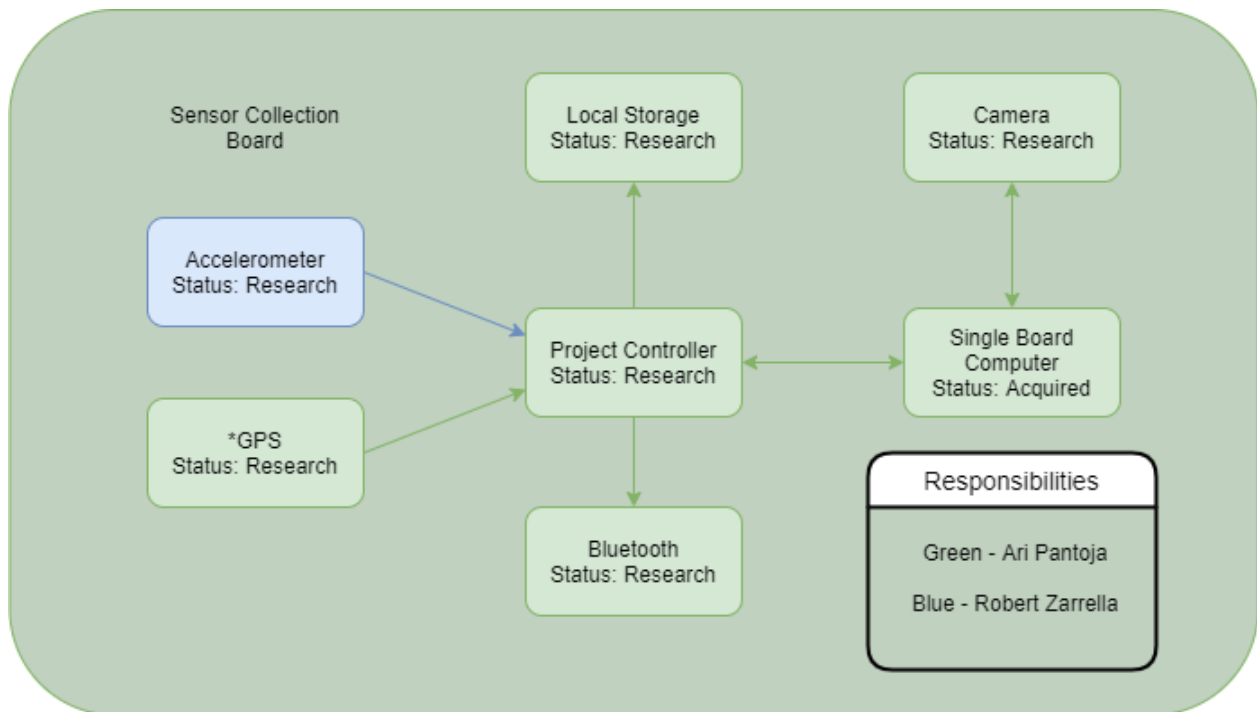 Sensor Collection
Board
Local Storage
Status: Research
Camera
Status: Research
Accelerometer
Status: Research
Project Controller
Status: Research
Single Board
Computer
Status: Acquired
*GPS
Status: Research
Bluetooth
Status: Research
Responsibilities
Green - Ari Pantoja
Blue - Robert Zarrella